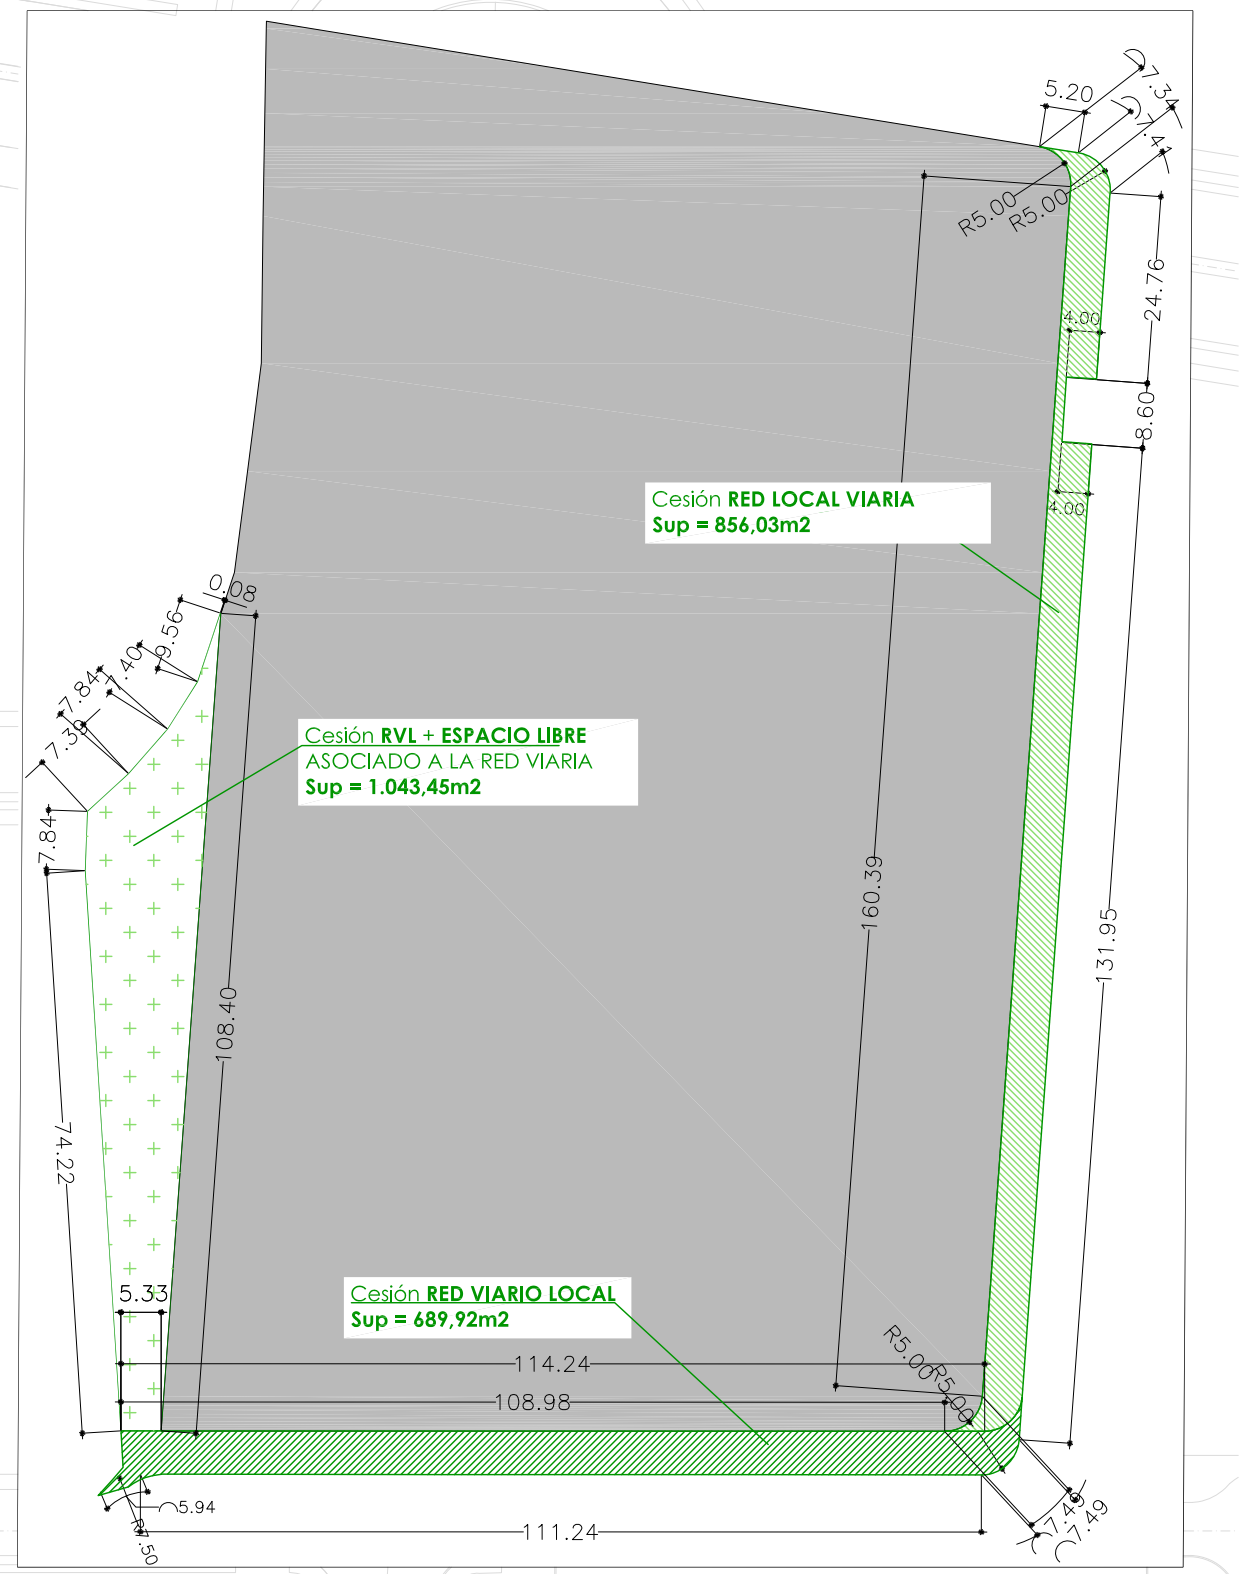 5.20
7.34
7.41
R5.00
R5.00
24.76
4.00
8.60
4.00
Cesión RED LOCAL VIARIA
Sup = 856,03m2
0.08
9.56
7.40
7.84
7.39
Cesión RVL + ESPACIO LIBRE
ASOCIADO A LA RED VIARIA
Sup = 1.043,45m2
7.84
160.39
131.95
108.40
74.22
5.33
Cesión RED VIARIO LOCAL
Sup = 689,92m2
R5.00
R5.00
114.24
108.98
5.94
R7.50
111.24
7.49
7.49